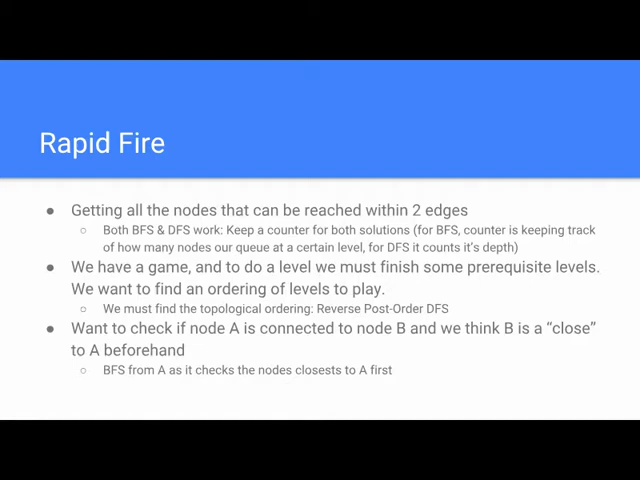 Rapid Fire
● Getting all the nodes that can be reached within 2 edges
○ Both BFS & DFS work: Keep a counter for both solutions (for BFS, counter is keeping track
of how many nodes our queue at a certain level, for DFS it counts it's depth)
● We have a game, and to do a level we must finish some prerequisite levels.
We want to find an ordering of levels to play.
○ We must find the topological ordering: Reverse Post-Order DFS
● Want to check if node A is connected to node B and we think B is a “close”
to A beforehand
○ BFS from A as it checks the nodes closests to A first